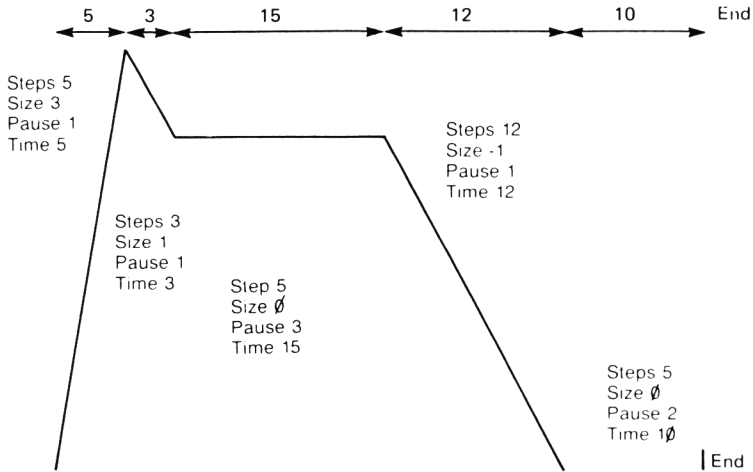 5 3 15 12 10 End
Steps 5
Size 3
Pause 1
Time 5
Steps 12
Size -1
Pause 1
Time 12
Steps 3
Size 1
Pause 1
Time 3
Step 5
Size Ø
Pause 3
Time 15
Steps 5
Size Ø
Pause 2
Time 1Ø
End